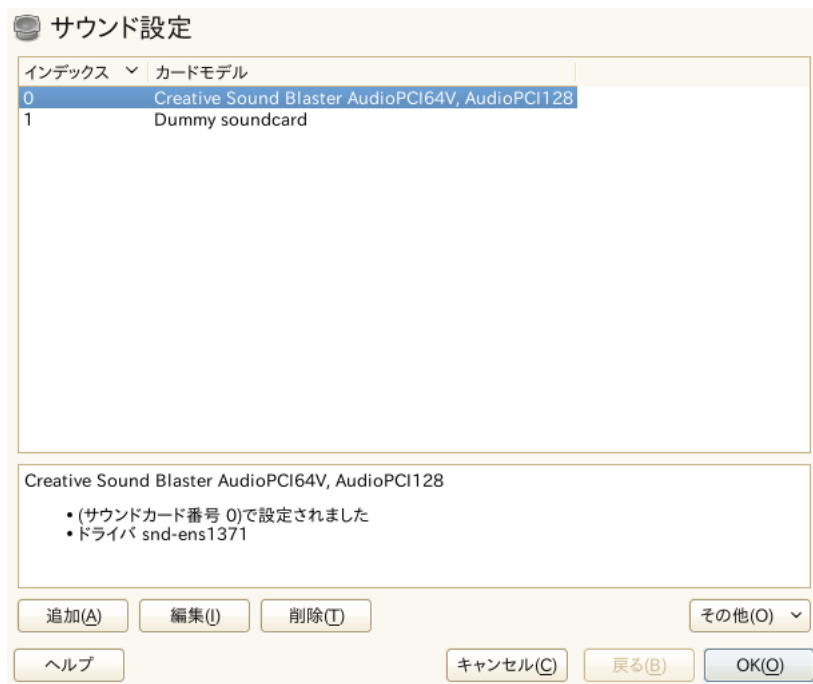 サウンド設定
インデックス カードモデル
0 Creative Sound Blaster AudioPCI64V, AudioPCI128
1 Dummy soundcard
Creative Sound Blaster AudioPCI64V, AudioPCI128
• (サウンドカード番号 0)で設定されました
• ドライバ snd-ens1371
追加(A) 編集(I) 削除(T) その他(O)
ヘルプ キャンセル(C) 戻る(B) OK(O)